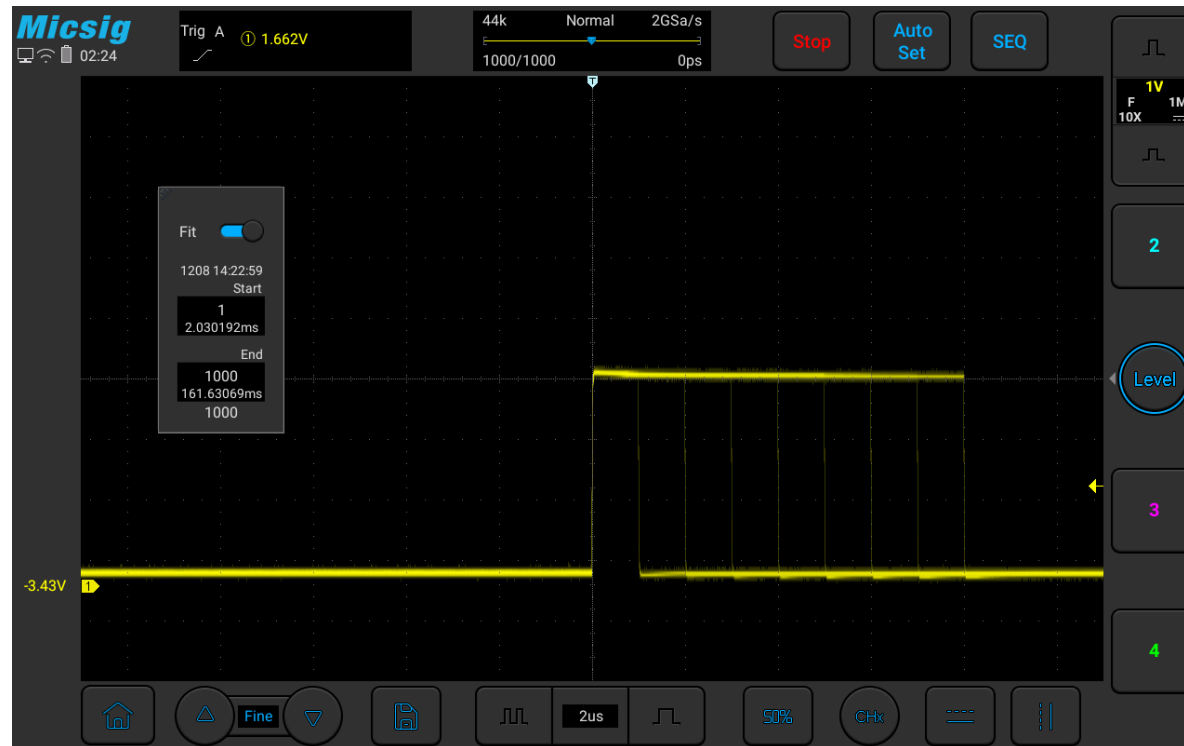 Micsig
02:24
Trig A ① 1.662V
44k Normal 2GSa/s
1000/1000 0ps
Stop
Auto
Set
SEQ
T
1V
F 1M
10X
Fit
1208 14:22:59
Start
1
2.030192ms
End
1000
161.63069ms
1000
2
Level
3
4
-3.43V
1
Fine
2us
50%
CHx